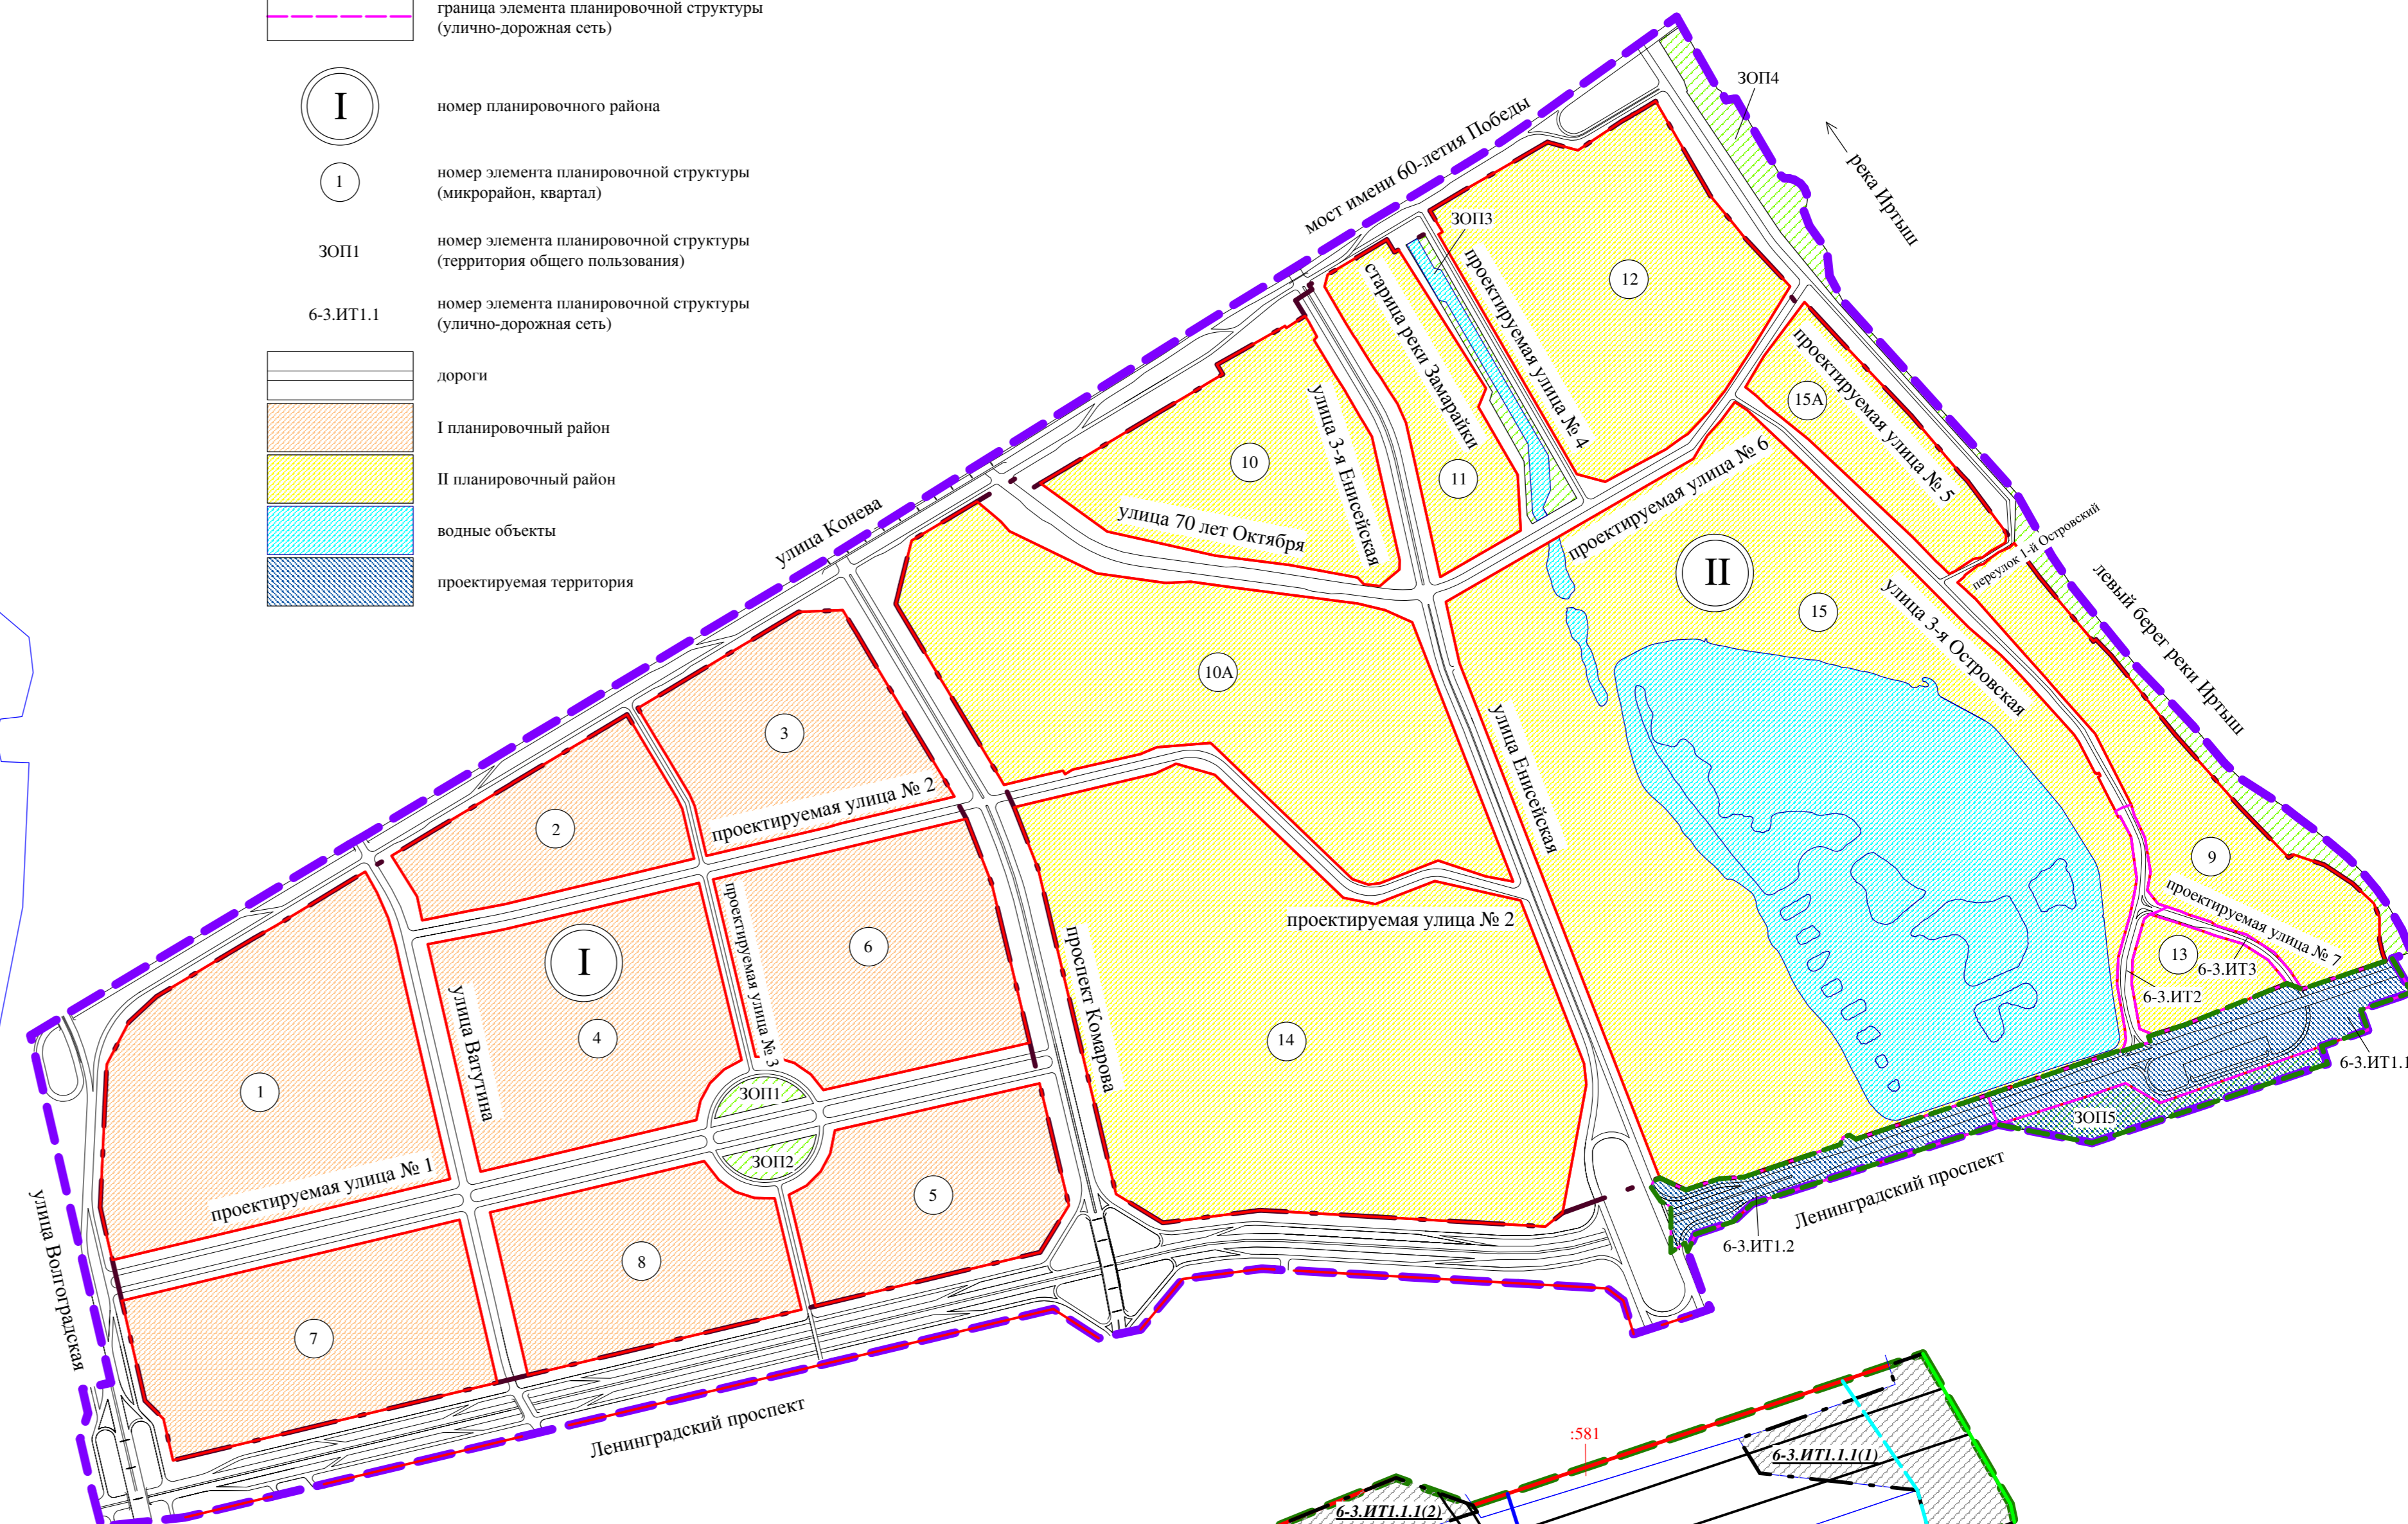 граница элемента планировочной структуры
(улично-дорожная сеть)
I
номер планировочного района
1
номер элемента планировочной структуры
(микрорайон, квартал)
ЗОП1
номер элемента планировочной структуры
(территория общего пользования)
6-3.ИТ1.1
номер элемента планировочной структуры
(улично-дорожная сеть)
дороги
I планировочный район
II планировочный район
водные объекты
проектируемая территория
ЗОП4
река Иртыш
мост имени 60-летия Победы
ЗОП3
12
проектируемая улица № 4
старица реки Замарайки
проектируемая улица № 5
15А
10
улица 3-я Енисейская
11
проектируемая улица № 6
улица 70 лет Октября
улица Конева
переулок 1-й Островский
II
15
левый берег реки Иртыш
улица 3-я Островская
10А
улица Енисейская
3
проектируемая улица № 2
2
9
проектируемая улица № 2
проектируемая улица № 7
проектируемая улица № 3
6
I
13
6-3.ИТ3
6-3.ИТ2
улица Ватутина
4
проспект Комарова
14
6-3.ИТ1.1
1
ЗОП1
ЗОП5
ЗОП2
проектируемая улица № 1
5
Ленинградский проспект
6-3.ИТ1.2
улица Волгоградская
8
7
Ленинградский проспект
:581
6-3.ИТ1.1.1(1)
6-3.ИТ1.1.1(2)